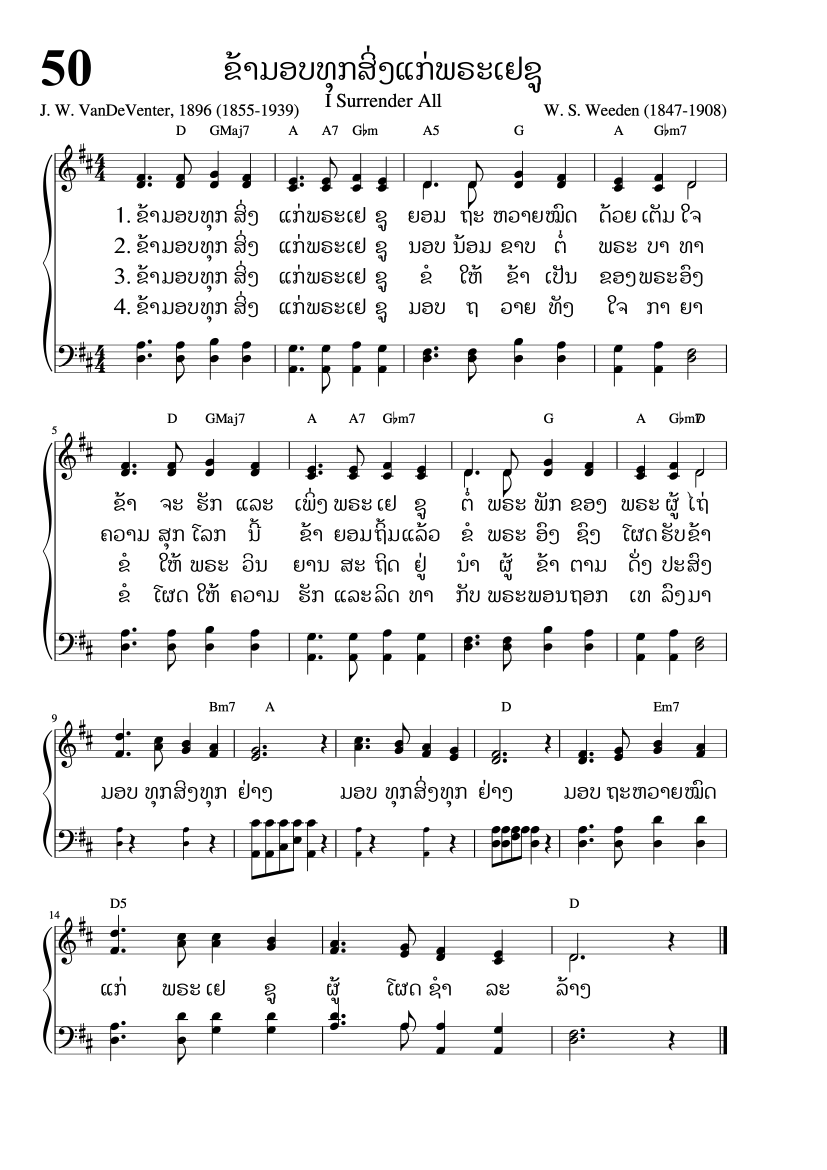 50
ຂ້າມອບທຸກສິ່ງແກ່ພຣະເຢຊູ
I Surrender All
J. W. VanDeVenter, 1896 (1855-1939) W. S. Weeden (1847-1908)
D GMaj7 A A7 G♭m A5 G A G♭m7
1. ຂ້າມອບທຸກ ສິ່ງ ແກ່ພຣະເຢ ຊູ ຍອມ ຖະ ຫວາຍໝົດ ດ້ວຍ ເຕັມ ໃຈ
2. ຂ້າມອບທຸກ ສິ່ງ ແກ່ພຣະເຢ ຊູ ນອບ ນ້ອມ ຂາບ ຕໍ່ ພຣະ ບາ ທາ
3. ຂ້າມອບທຸກ ສິ່ງ ແກ່ພຣະເຢ ຊູ ຂໍ ໃຫ້ ຂ້າ ເປັນ ຂອງພຣະອົງ
4. ຂ້າມອບທຸກ ສິ່ງ ແກ່ພຣະເຢ ຊູ ມອບ ຖ ວາຍ ທັງ ໃຈ ກາ ຍາ
5 D GMaj7 A A7 G♭m7 G A G♭m7 D
ຂ້າ ຈະ ຮັກ ແລະ ເພິ່ງ ພຣະ ເຢ ຊູ ຕໍ່ ພຣະ ພັກ ຂອງ ພຣະ ຜູ້ ໄຖ່
ຄວາມ ສຸກ ໂລກ ນີ້ ຂ້າ ຍອມຖິ້ມແລ້ວ ຂໍ ພຣະ ອົງ ຊົງ ໂຜດຮັບຂ້າ
ຂໍ ໃຫ້ ພຣະ ວິນ ຍານ ສະ ຖິດ ຢູ່ ນຳ ຜູ້ ຂ້າ ຕາມ ດັ່ງ ປະສົງ
ຂໍ ໂຜດ ໃຫ້ ຄວາມ ຮັກ ແລະລິດ ທາ ກັບ ພຣະພອນຖອກ ເທ ລົງມາ
9 Bm7 A D Em7
ມອບ ທຸກສິງທຸກ ຢ່າງ ມອບ ທຸກສິ່ງທຸກ ຢ່າງ ມອບ ຖະຫວາຍໝົດ
14 D5 D
ແກ່ ພຣະ ເຢ ຊູ ຜູ້ ໂຜດ ຊຳ ລະ ລ້າງ